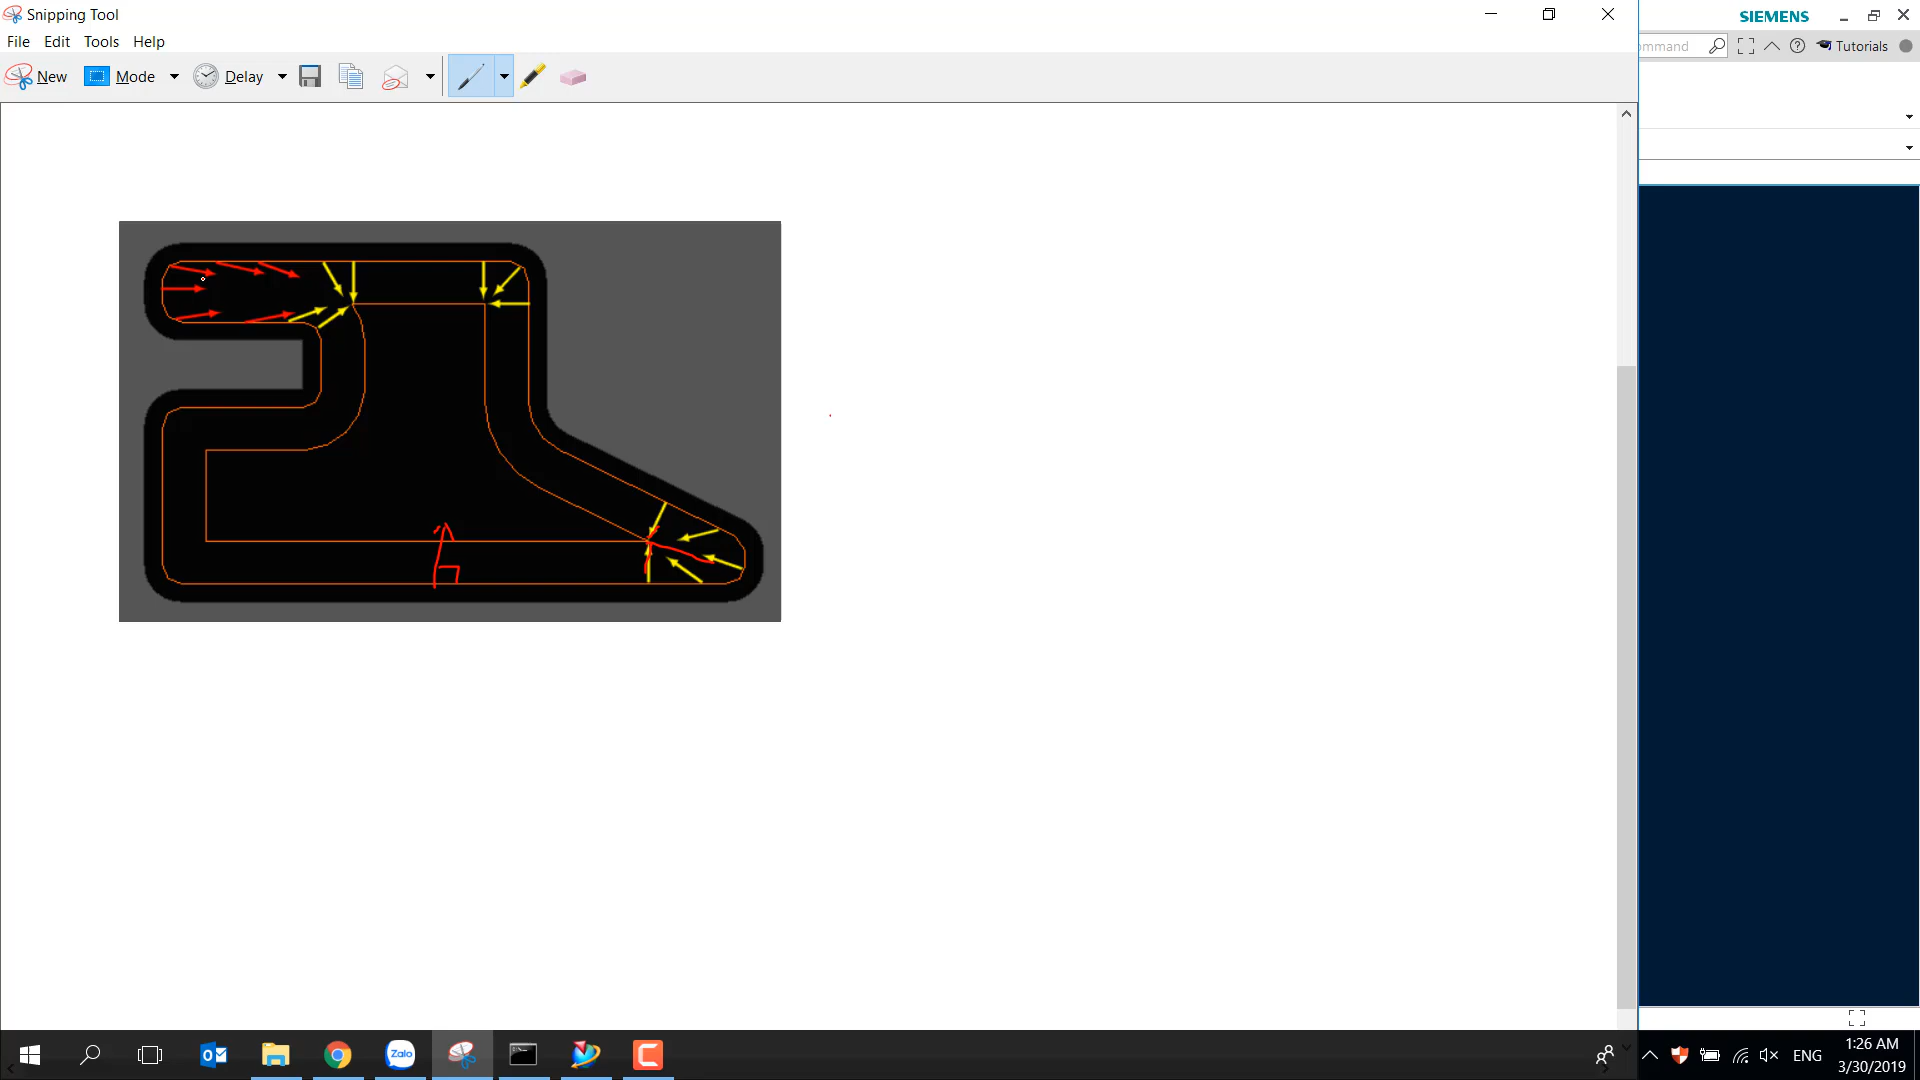 Snipping Tool
SIEMENS
File Edit Tools Help
mmand
Tutorials
New Mode Delay
Zalo
ENG
1:26 AM
3/30/2019